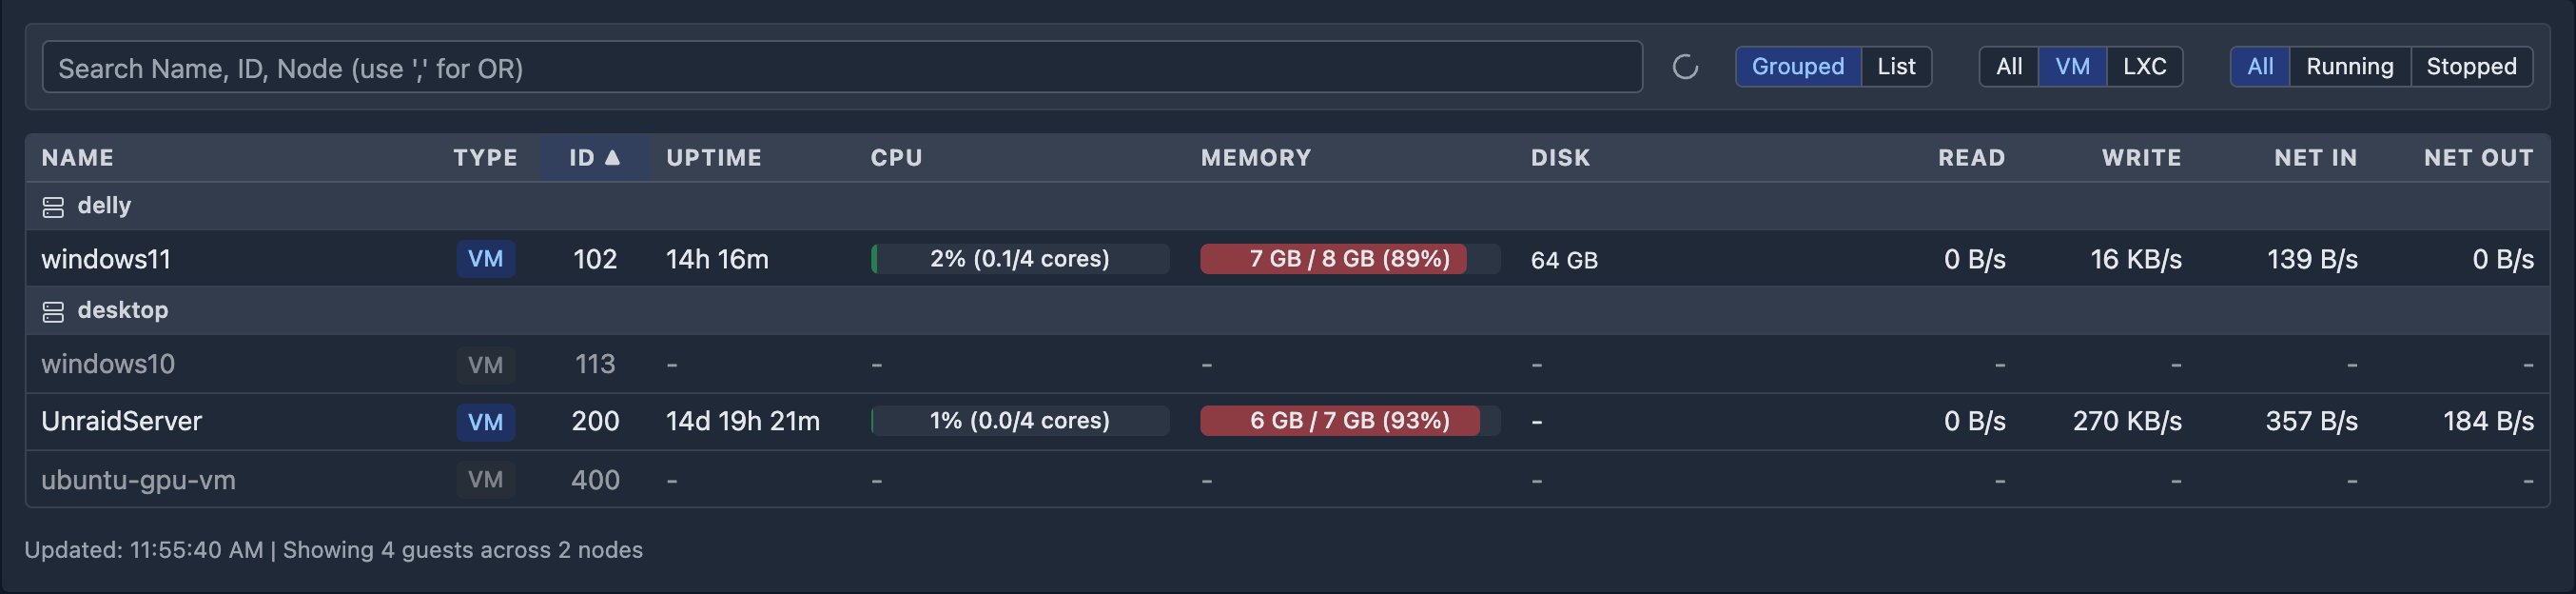 Search Name, ID, Node (use ',' for OR) Grouped List All VM LXC All Running Stopped
NAME TYPE ID ▲ UPTIME CPU MEMORY DISK READ WRITE NET IN NET OUT
delly
windows11 VM 102 14h 16m 2% (0.1/4 cores) 7 GB / 8 GB (89%) 64 GB 0 B/s 16 KB/s 139 B/s 0 B/s
desktop
windows10 VM 113 - - - - - - - -
UnraidServer VM 200 14d 19h 21m 1% (0.0/4 cores) 6 GB / 7 GB (93%) - 0 B/s 270 KB/s 357 B/s 184 B/s
ubuntu-gpu-vm VM 400 - - - - - - - -
Updated: 11:55:40 AM | Showing 4 guests across 2 nodes